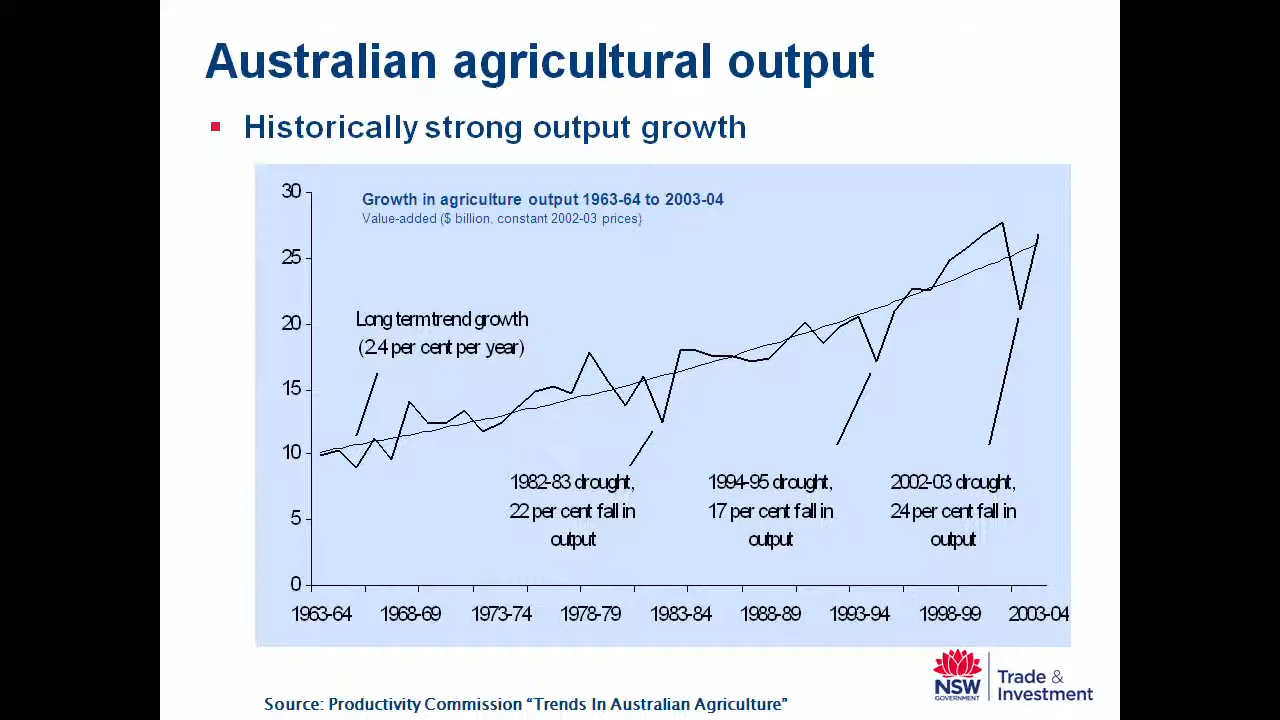 Australian agricultural output
Historically strong output growth
Growth in agriculture output 1963-64 to 2003-04
Value-added ($ billion, constant 2002-03 prices)
30
25
20
15
10
5
0
Long term trend growth
(2.4 per cent per year)
1982-83 drought,
22 per cent fall in
output
1994-95 drought,
17 per cent fall in
output
2002-03 drought,
24 per cent fall in
output
1963-64 1968-69 1973-74 1978-79 1983-84 1988-89 1993-94 1998-99 2003-04
Source: Productivity Commission “Trends In Australian Agriculture”
NSW
GOVERNMENT
Trade &
Investment